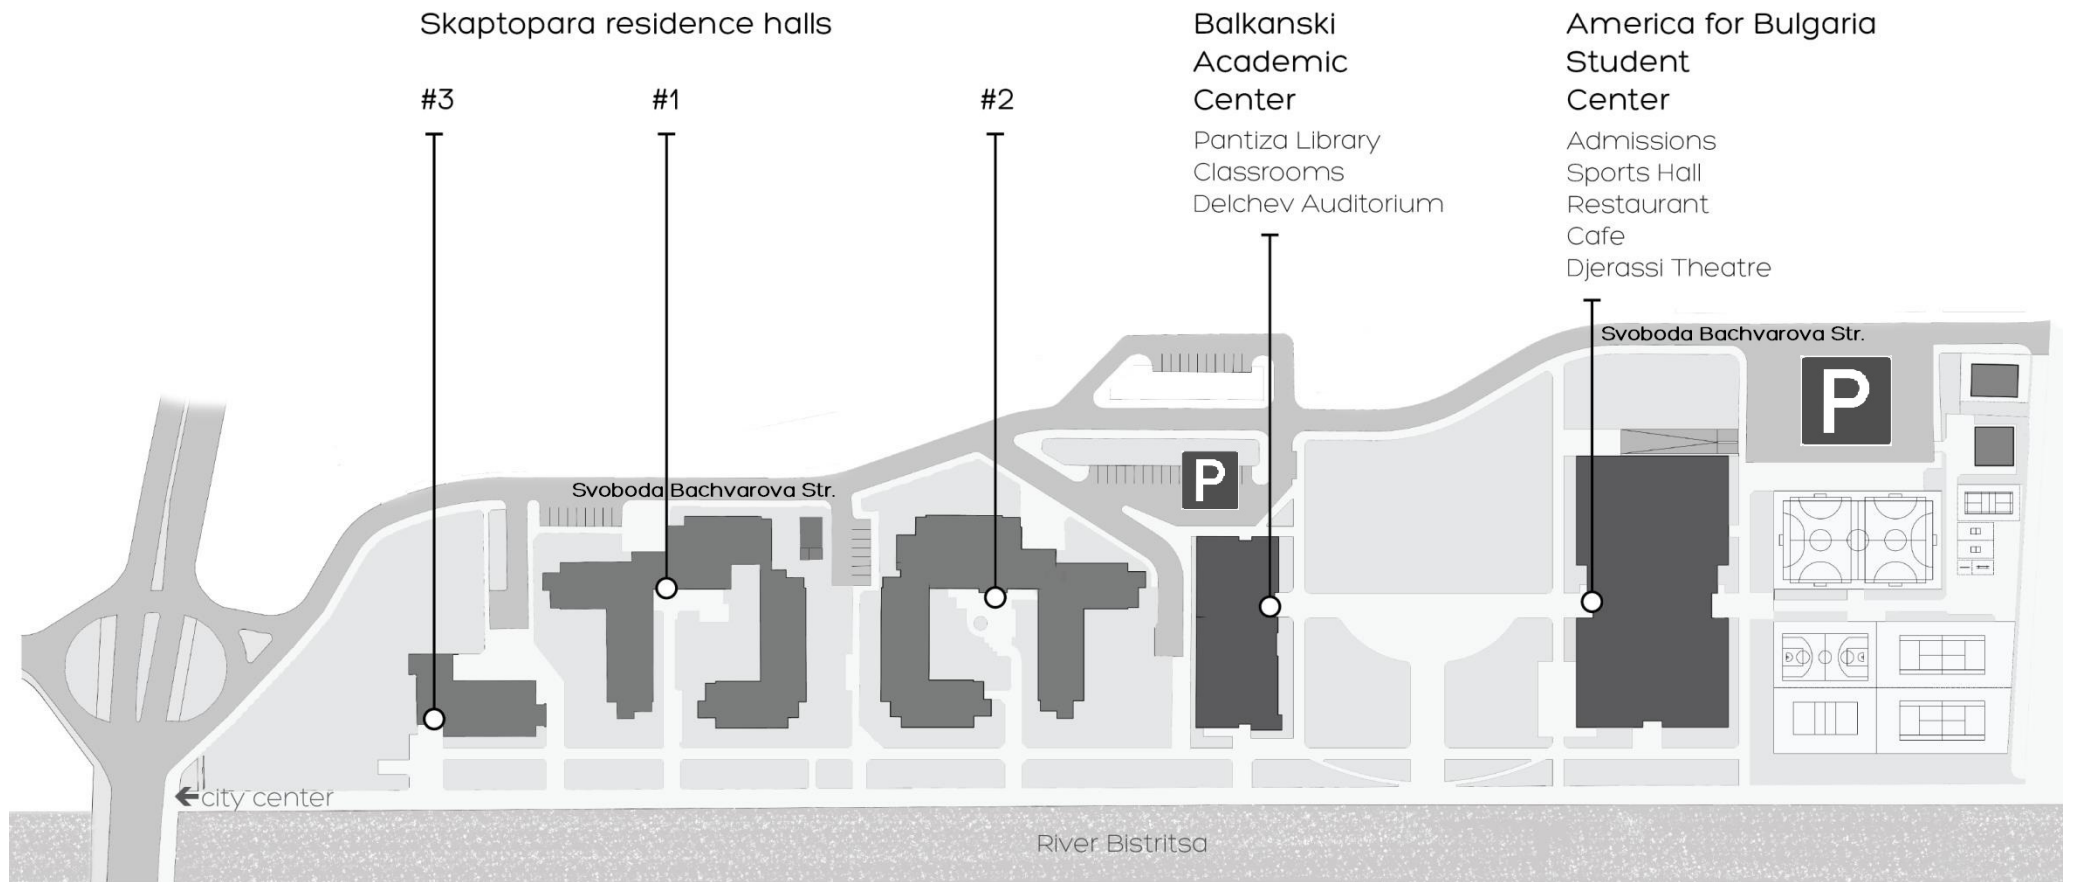 Skaptopara residence halls
#3
#1
#2
Balkanski
Academic
Center
Pantiza Library
Classrooms
Delchev Auditorium
America for Bulgaria
Student
Center
Admissions
Sports Hall
Restaurant
Cafe
Djerassi Theatre
Svoboda Bachvarova Str.
P
P
Svoboda Bachvarova Str.
city center
River Bistritsa